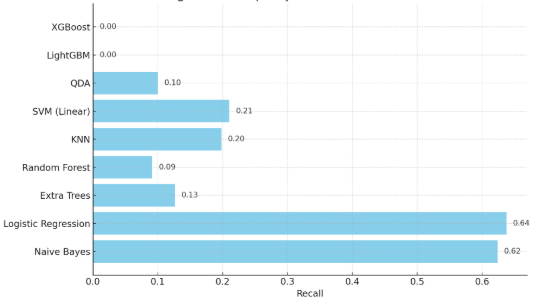 XGBoost 0.00
LightGBM 0.00
QDA 0.10
SVM (Linear) 0.21
KNN 0.20
Random Forest 0.09
Extra Trees 0.13
Logistic Regression 0.64
Naive Bayes 0.62
0.0 0.1 0.2 0.3 0.4 0.5 0.6
Recall